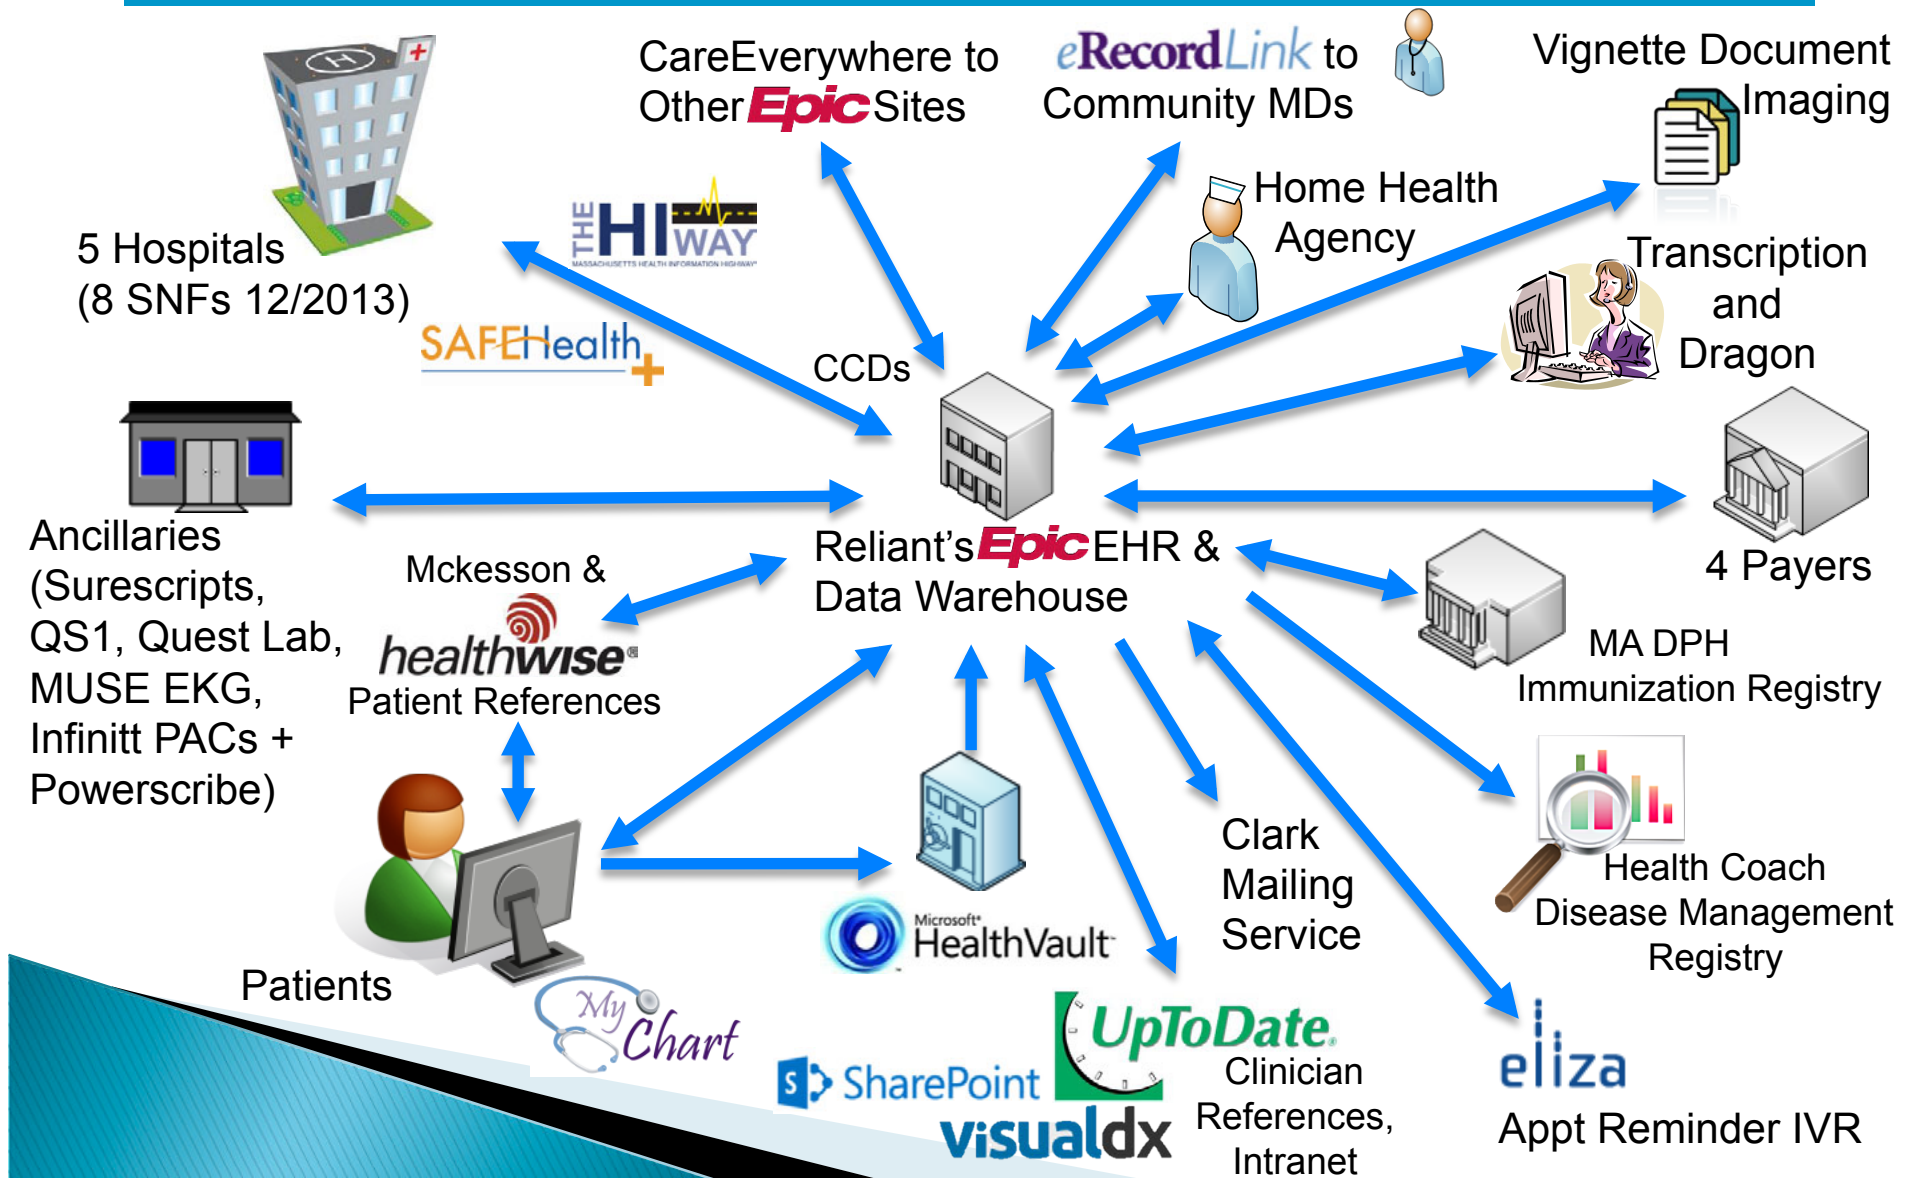 CareEverywhere to
Other Epic Sites
eRecordLink to
Community MDs
Vignette Document
Imaging
H
THE HIWAY
MASSACHUSETTS HEALTH INFORMATION HIGHWAY
Home Health
Agency
5 Hospitals
(8 SNFs 12/2013)
Transcription
and
Dragon
SAFEHealth
CCDs
Ancillaries
(Surescripts,
QS1, Quest Lab,
MUSE EKG,
Infinitt PACs +
Powerscribe)
Mckesson &
healthwise®
Patient References
Reliant's Epic EHR &
Data Warehouse
4 Payers
MA DPH
Immunization Registry
Clark
Mailing
Service
Health Coach
Disease Management
Registry
Microsoft®
HealthVault™
Patients
My
Chart
UpToDate®
S SharePoint
visualdx
Clinician
References,
Intranet
eliza
Appt Reminder IVR